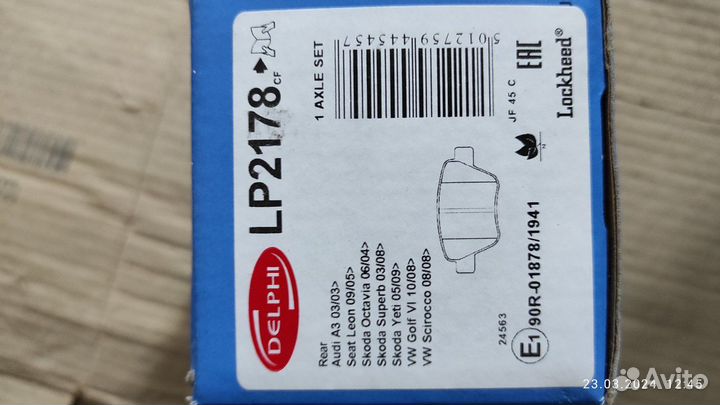 DELPHI
LP2178
CF
1 AXLE SET
5012759445457
JF 45 C
EAC
Lockheed®
Rear
Audi A3 03/03>
Seat Leon 09/05>
Skoda Octavia 06/04>
Skoda Superb 03/08>
Skoda Yeti 05/09>
VW Golf VI 10/08>
VW Scirocco 08/08>
24563
E1 90R-01878/1941
N
Avito
23.03.2024 12:45